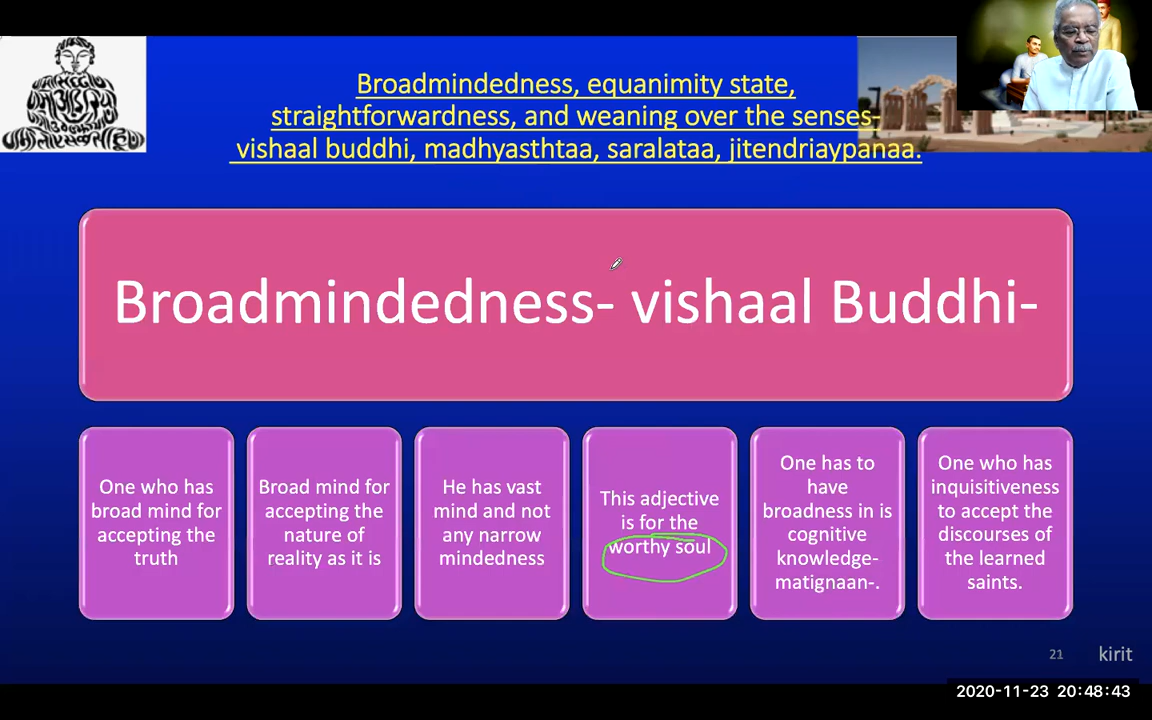 Broadmindedness, equanimity state,
straightforwardness, and weaning over the senses-
vishaal buddhi, madhyasthtaa, saralataa, jitendriaypanaa.
Broadmindedness- vishaal Buddhi-
One who has
broad mind for
accepting the
truth
Broad mind for
accepting the
nature of
reality as it is
He has vast
mind and not
any narrow
mindedness
This adjective
is for the
worthy soul
One has to
have
broadness in is
cognitive
knowledge-
matignaan-.
One who has
inquisitiveness
to accept the
discourses of
the learned
saints.
21
kirit
2020-11-23 20:48:43